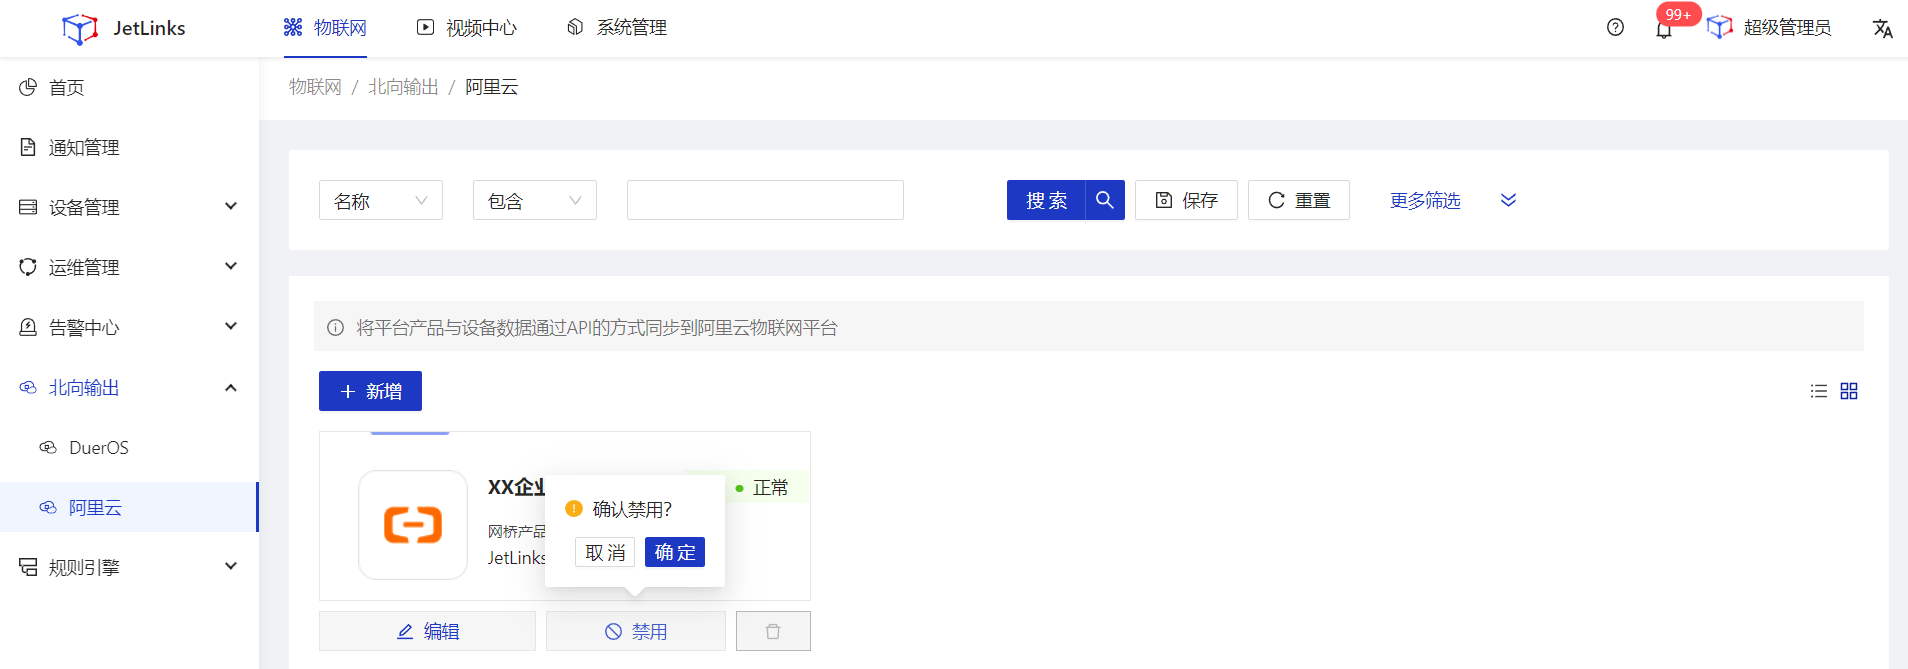 JetLinks
物联网
视频中心
系统管理
99+
超级管理员
首页
通知管理
设备管理
运维管理
告警中心
北向输出
DuerOS
阿里云
规则引擎
物联网 / 北向输出 / 阿里云
名称
包含
搜索
保存
重置
更多筛选
将平台产品与设备数据通过API的方式同步到阿里云物联网平台
新增
XX企业
正常
网桥产品
JetLinks
确认禁用?
取消
确定
编辑
禁用